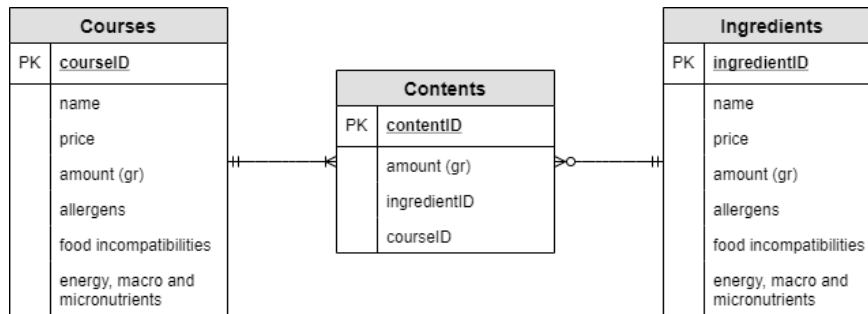 Courses
PK courseID
name
price
amount (gr)
allergens
food incompatibilities
energy, macro and
micronutrients
Contents
PK contentID
amount (gr)
ingredientID
courseID
Ingredients
PK ingredientID
name
price
amount (gr)
allergens
food incompatibilities
energy, macro and
micronutrients